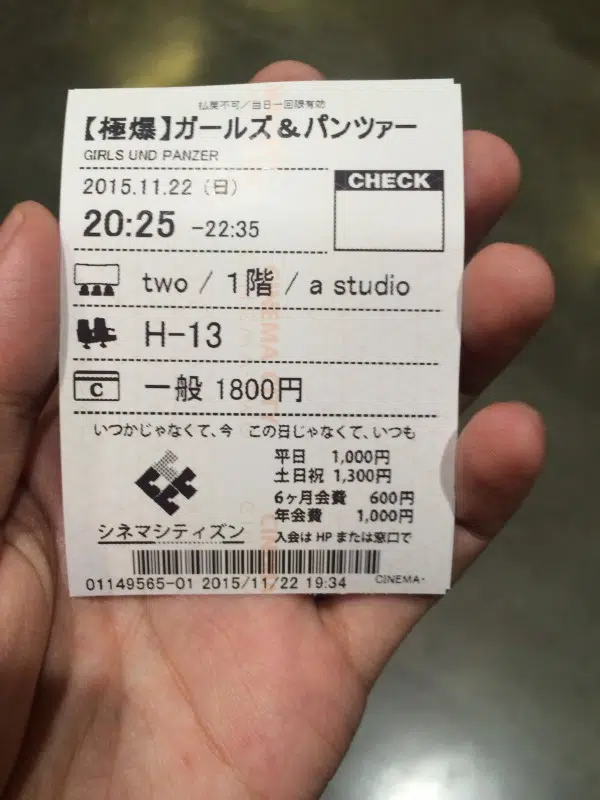 払戻不可/当日一回限有効
【極爆】ガールズ&パンツァー
GIRLS UND PANZER
2015.11.22 (日)
CHECK
20:25 -22:35
two / 1階 / a studio
H-13
C 一般 1800円
いつかじゃなくて、今 この日じゃなくて、いつも
平日 1,000円
土日祝 1,300円
6ヶ月会費 600円
年会費 1,000円
シネマシティズン
入会は HP または窓口で
01149565-01 2015/11/22 19:34 CINEMA・